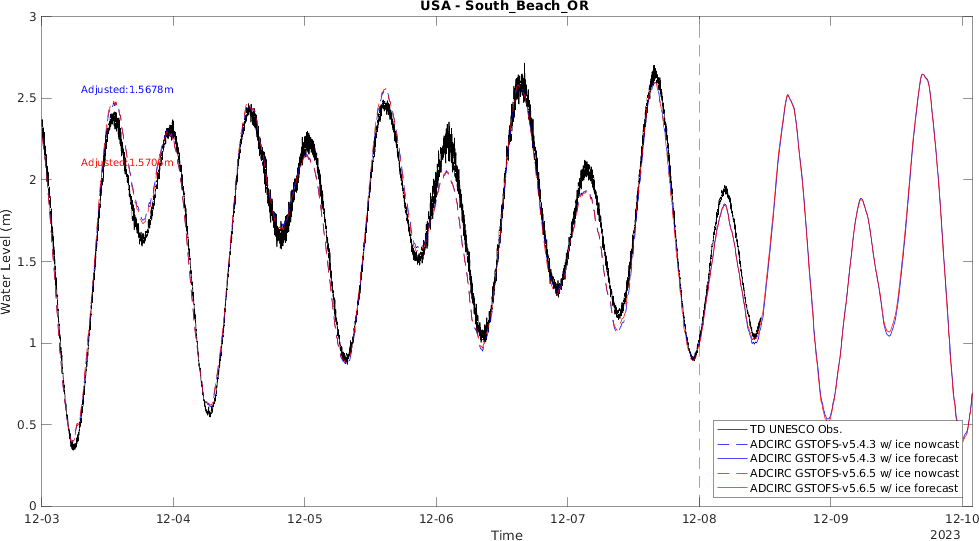 USA - South_Beach_OR
3
2.5
2
1.5
1
0.5
0
Water Level (m)
Adjusted:1.5678m
Adjusted:1.5705m
TD UNESCO Obs.
ADCIRC GSTOFS-v5.4.3 w/ ice nowcast
ADCIRC GSTOFS-v5.4.3 w/ ice forecast
ADCIRC GSTOFS-v5.6.5 w/ ice nowcast
ADCIRC GSTOFS-v5.6.5 w/ ice forecast
12-03 12-04 12-05 12-06 12-07 12-08 12-09 12-10
Time
2023